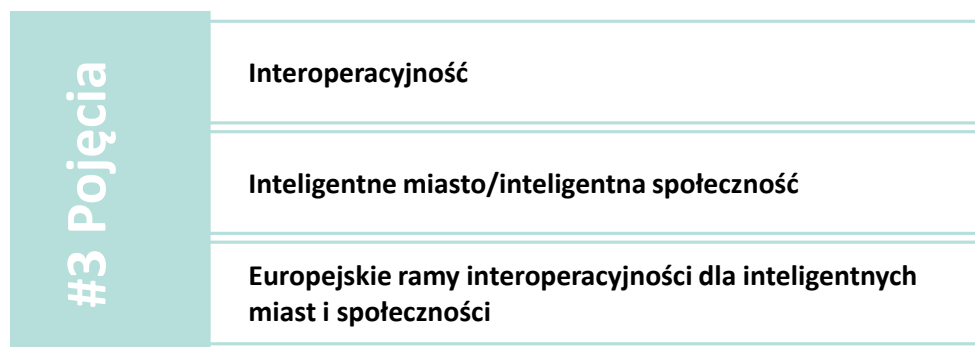 #3 Pojęcia
Interoperacyjność
Inteligentne miasto/inteligentna społeczność
Europejskie ramy interoperacyjności dla inteligentnych
miast i społeczności